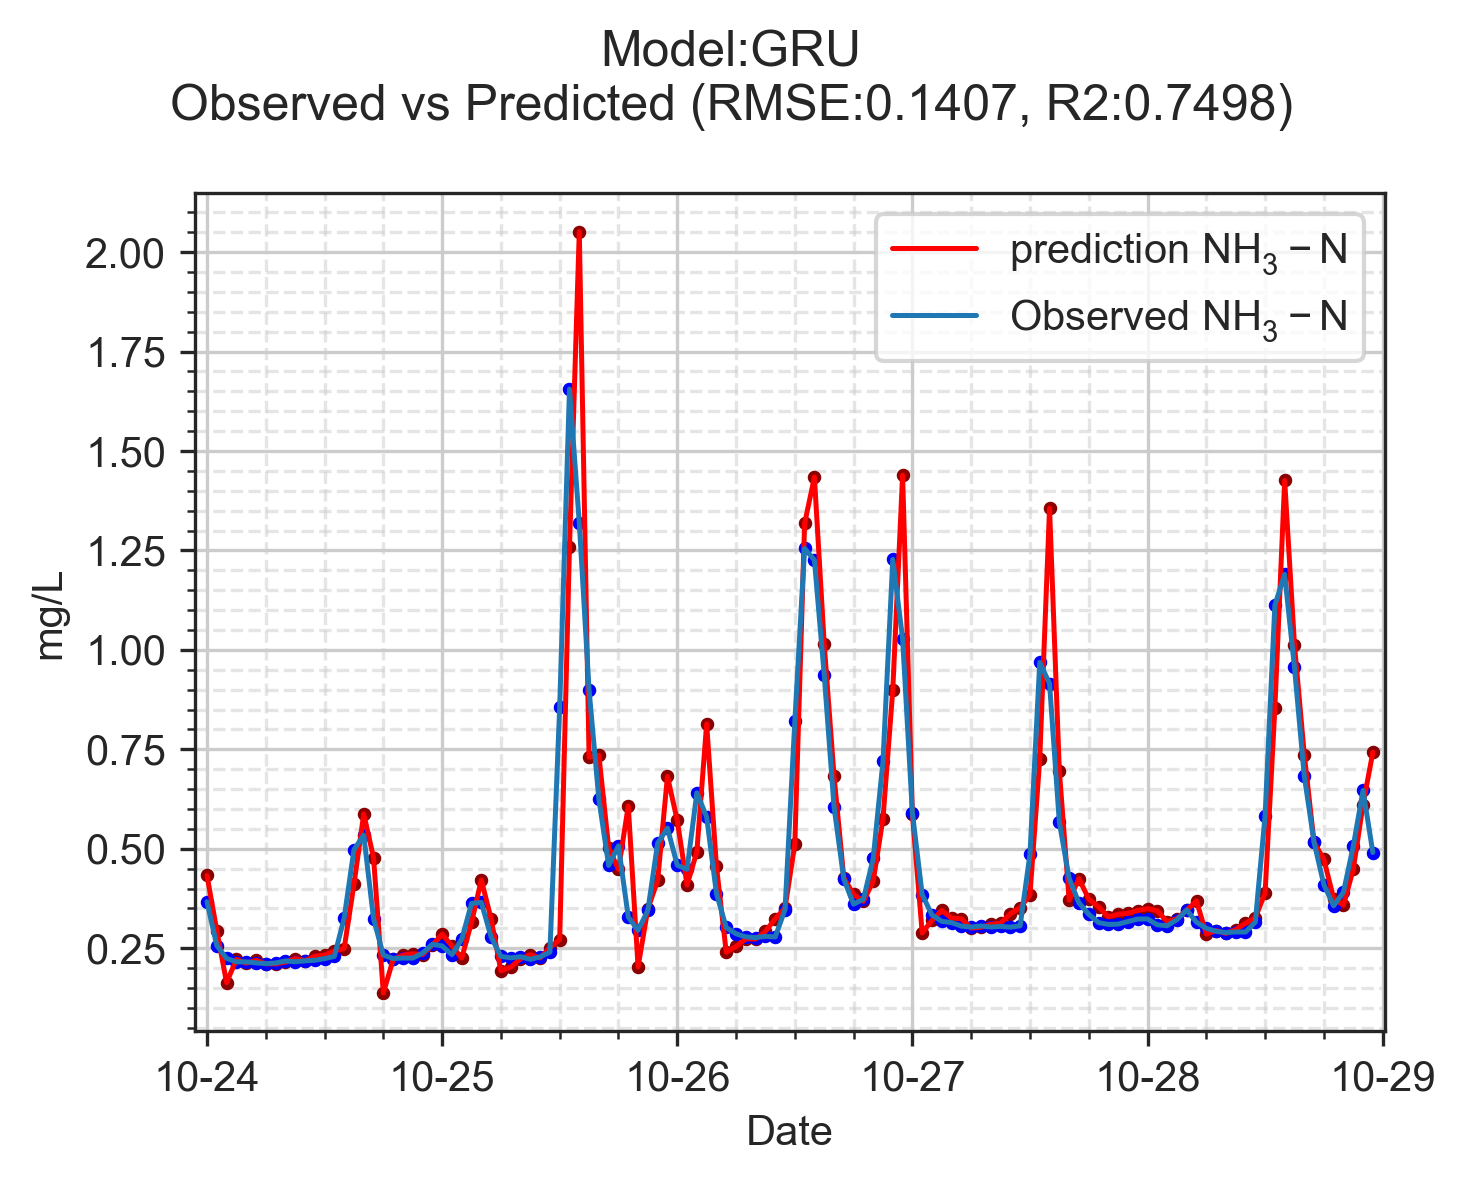 Model:GRU
Observed vs Predicted (RMSE:0.1407, R2:0.7498)
prediction NH₃ − N
Observed NH₃ − N
2.00
1.75
1.50
1.25
1.00
0.75
0.50
0.25
mg/L
10-24 10-25 10-26 10-27 10-28 10-29
Date